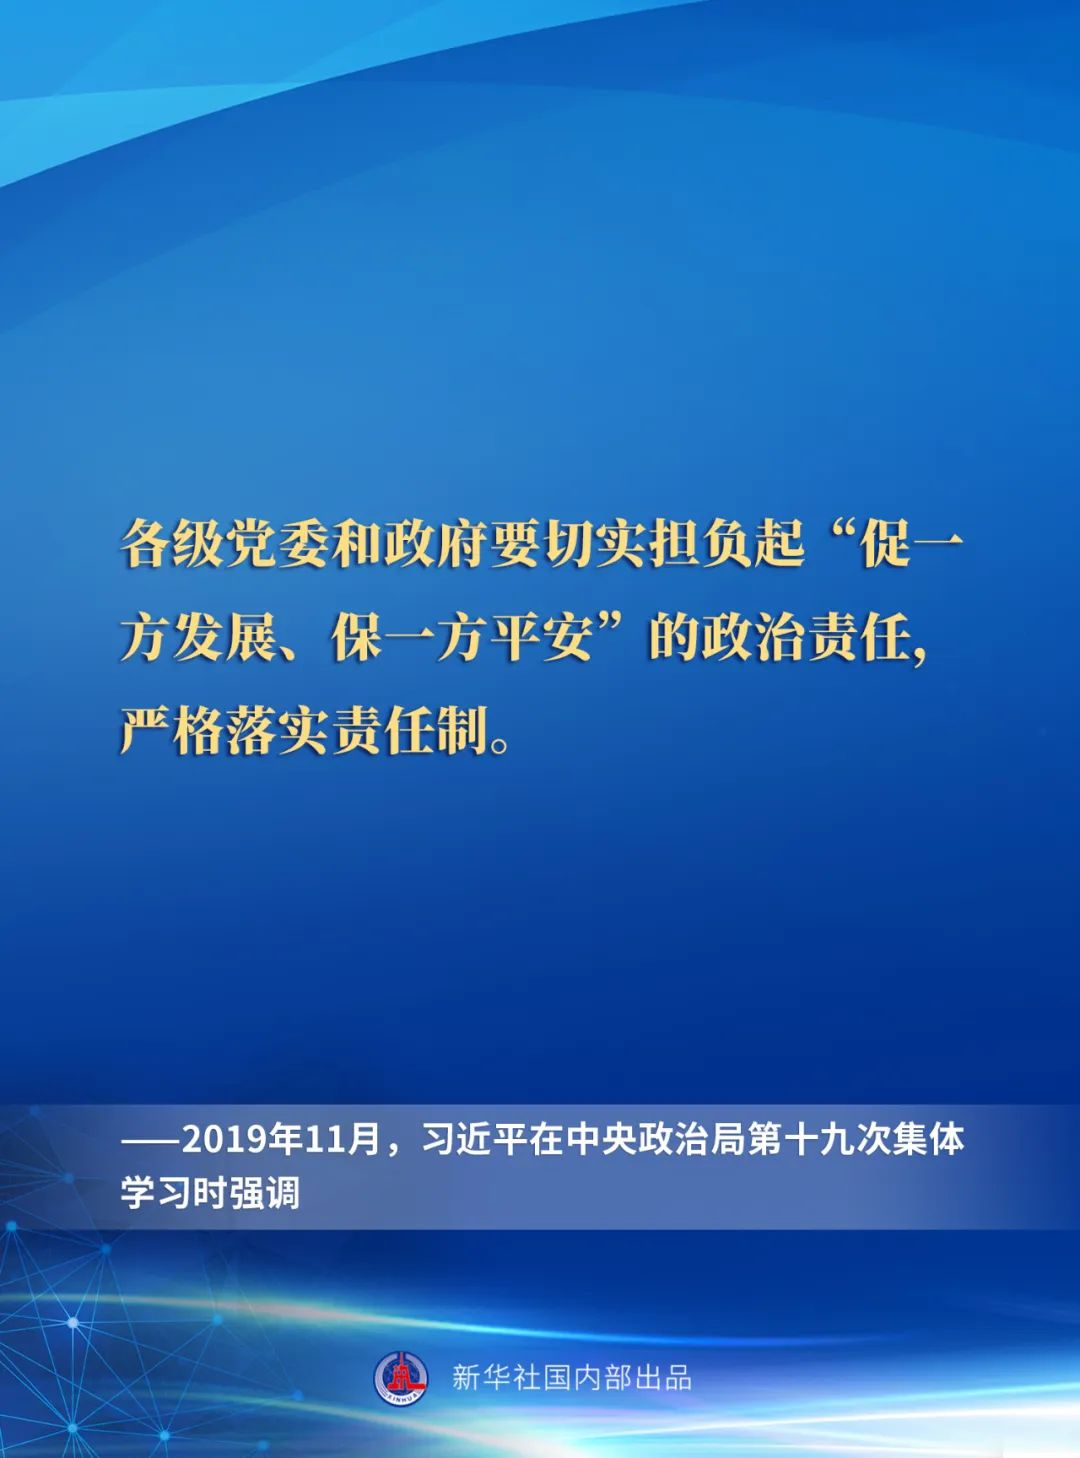 各级党委和政府要切实担负起“促一
方发展、保一方平安”的政治责任，
严格落实责任制。
——2019年11月，习近平在中央政治局第十九次集体
学习时强调
XINHUA
新华社国内部出品